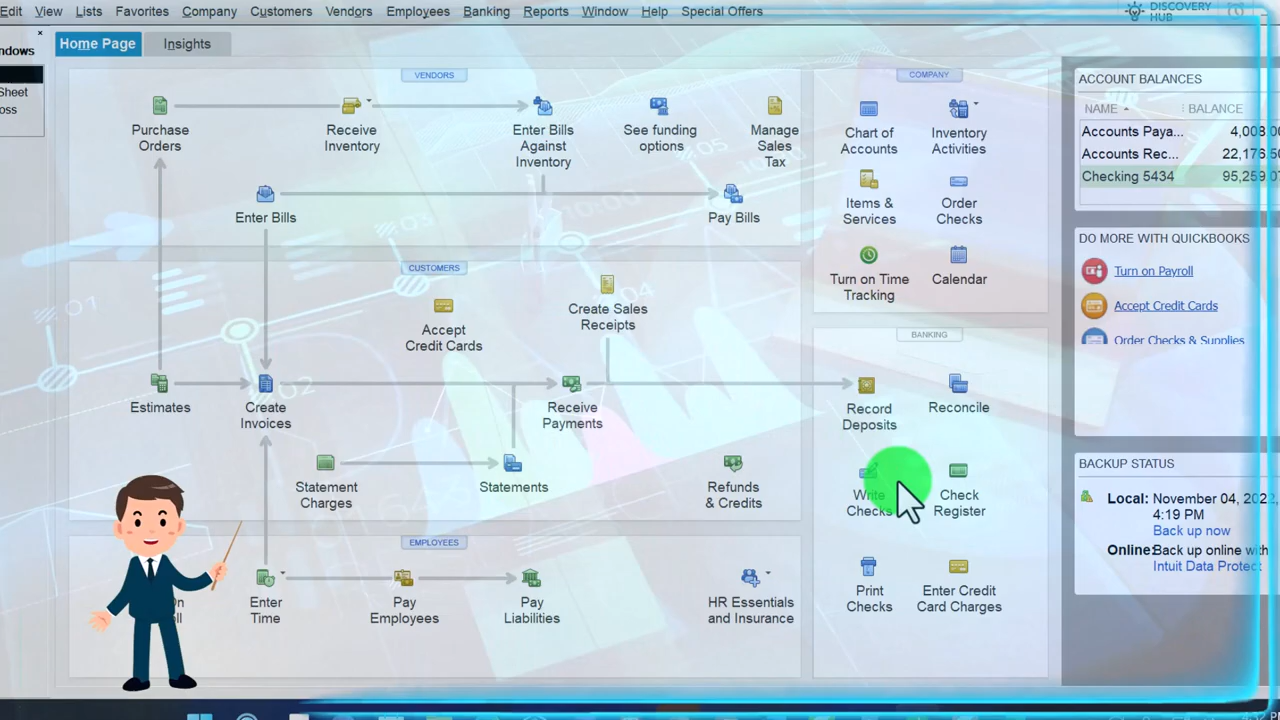 Edit View Lists Favorites Company Customers Vendors Employees Banking Reports Window Help Special Offers
DISCOVERY
HUB
Home Page
Insights
VENDORS
Purchase
Orders
Receive
Inventory
Enter Bills
Against
Inventory
See funding
options
Manage
Sales
Tax
Enter Bills
Pay Bills
CUSTOMERS
Accept
Credit Cards
Create Sales
Receipts
Estimates
Create
Invoices
Receive
Payments
Statement
Charges
Statements
Refunds
& Credits
EMPLOYEES
Enter
Time
Pay
Employees
Pay
Liabilities
HR Essentials
and Insurance
COMPANY
Chart of
Accounts
Inventory
Activities
Items &
Services
Order
Checks
Turn on Time
Tracking
Calendar
BANKING
Record
Deposits
Reconcile
Write
Checks
Check
Register
Print
Checks
Enter Credit
Card Charges
ACCOUNT BALANCES
NAME BALANCE
Accounts Paya... 4,008.00
Accounts Rec... 22,176.50
Checking 5434 95,259.07
DO MORE WITH QUICKBOOKS
Turn on Payroll
Accept Credit Cards
Order Checks & Supplies
BACKUP STATUS
Local: November 04, 2022,
4:19 PM
Back up now
Online: Back up online with
Intuit Data Protect